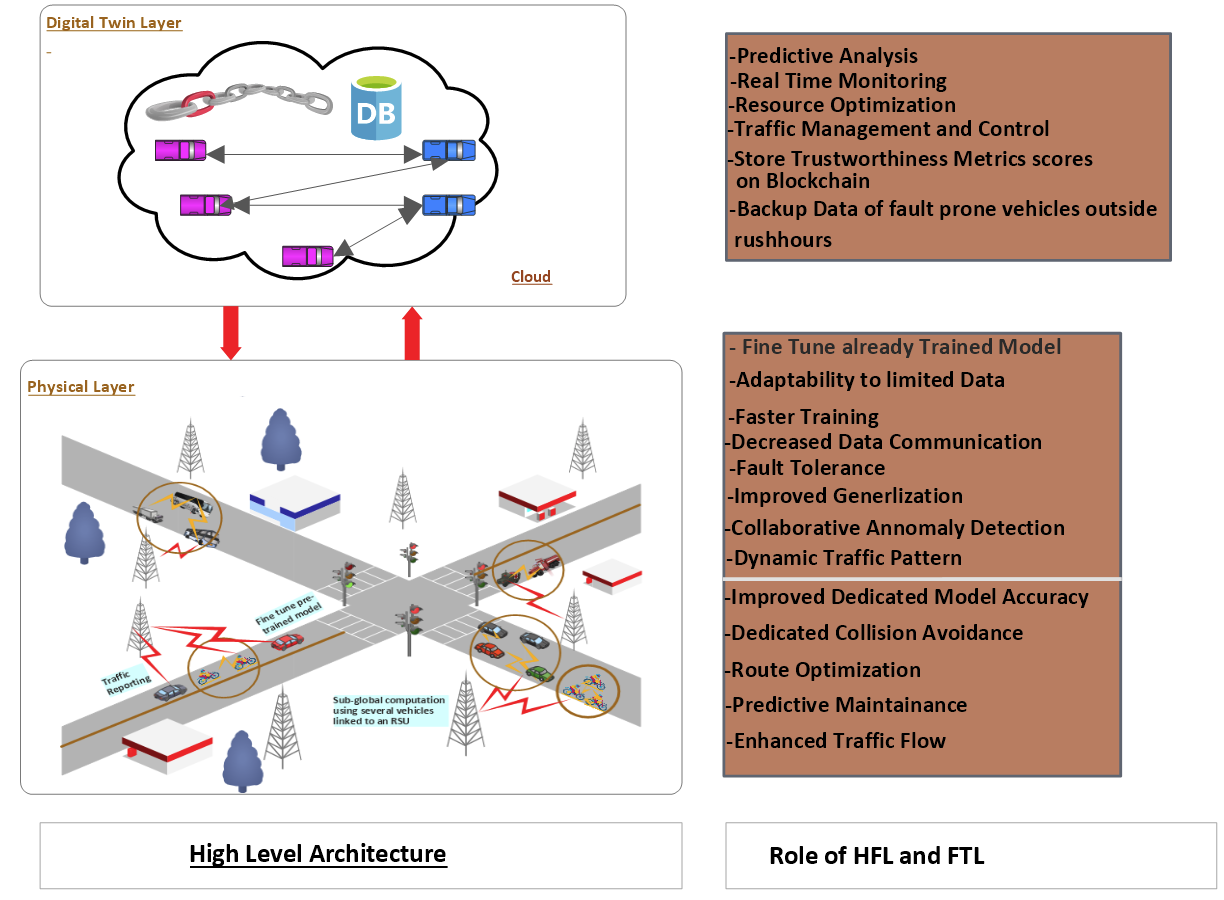 Digital Twin Layer
DB
Cloud
Physical Layer
Fine tune pre-
trained model
Traffic
Reporting
Sub-global computation
using several vehicles
linked to an RSU
High Level Architecture
-Predictive Analysis
-Real Time Monitoring
-Resource Optimization
-Traffic Management and Control
-Store Trustworthiness Metrics scores
on Blockchain
-Backup Data of fault prone vehicles outside
rushhours
- Fine Tune already Trained Model
-Adaptability to limited Data
-Faster Training
-Decreased Data Communication
-Fault Tolerance
-Improved Generlization
-Collaborative Annomaly Detection
-Dynamic Traffic Pattern
-Improved Dedicated Model Accuracy
-Dedicated Collision Avoidance
-Route Optimization
-Predictive Maintainance
-Enhanced Traffic Flow
Role of HFL and FTL